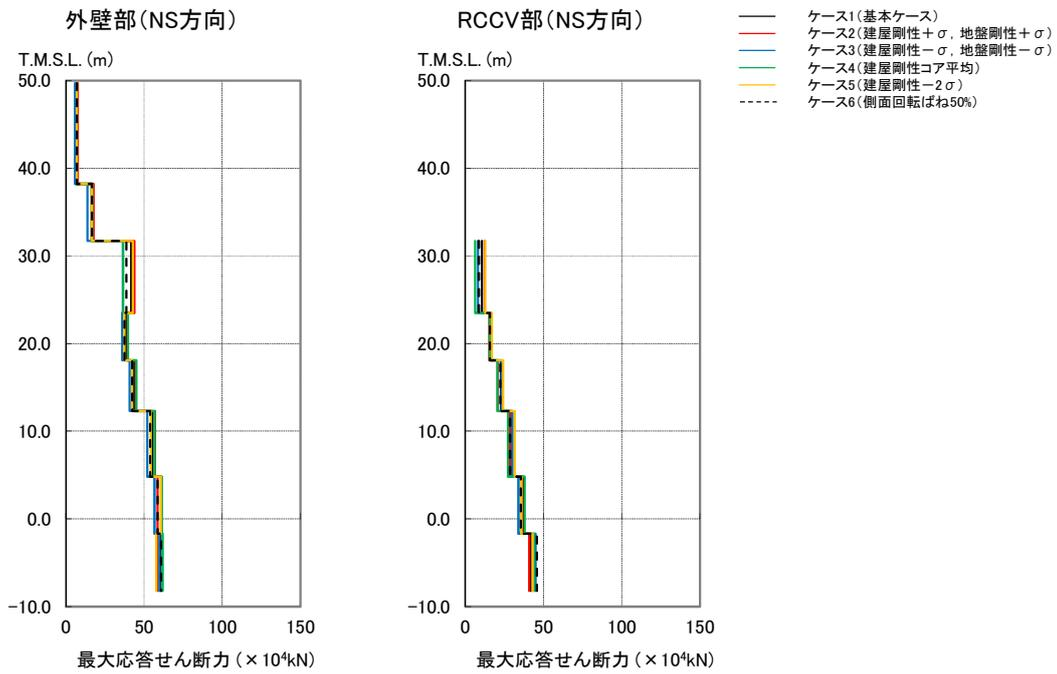 外壁部(NS方向)
T.M.S.L.(m)
50.0
40.0
30.0
20.0
10.0
0.0
-10.0
0 50 100 150
最大応答せん断力(×10⁴kN)
RCCV部(NS方向)
T.M.S.L.(m)
50.0
40.0
30.0
20.0
10.0
0.0
-10.0
0 50 100 150
最大応答せん断力(×10⁴kN)
ケース1(基本ケース)
ケース2(建屋剛性+σ, 地盤剛性+σ)
ケース3(建屋剛性-σ, 地盤剛性-σ)
ケース4(建屋剛性コア平均)
ケース5(建屋剛性-2σ)
ケース6(側面回転ばね50%)